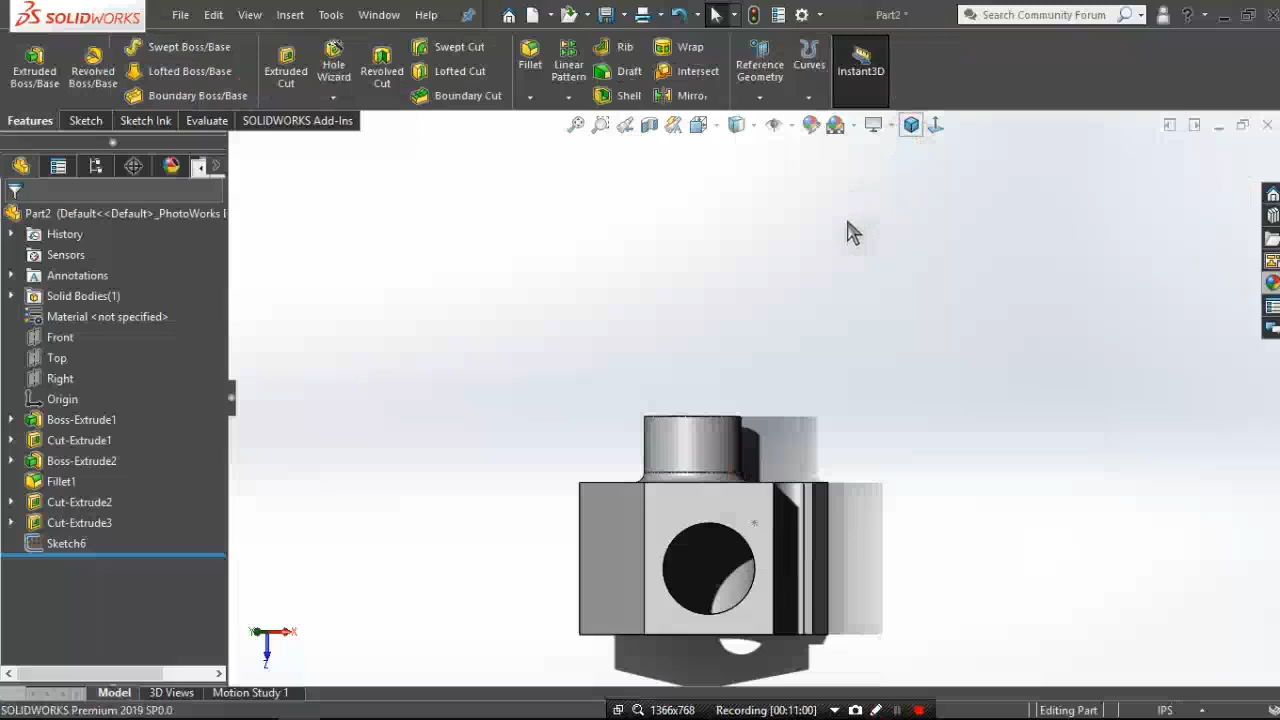 SOLIDWORKS
File Edit View Insert Tools Window Help
Part2 *
Search Community Forum
Extruded Boss/Base
Revolved Boss/Base
Swept Boss/Base
Lofted Boss/Base
Boundary Boss/Base
Extruded Cut
Hole Wizard
Revolved Cut
Swept Cut
Lofted Cut
Boundary Cut
Fillet
Linear Pattern
Rib
Draft
Shell
Wrap
Intersect
Mirror
Reference Geometry
Curves
Instant3D
Features Sketch Sketch Ink Evaluate SOLIDWORKS Add-Ins
Part2 (Default<<Default>_PhotoWorks
History
Sensors
Annotations
Solid Bodies(1)
Material <not specified>
Front
Top
Right
Origin
Boss-Extrude1
Cut-Extrude1
Boss-Extrude2
Fillet1
Cut-Extrude2
Cut-Extrude3
Sketch6
Y X
Z
Model 3D Views Motion Study 1
SOLIDWORKS Premium 2019 SP0.0
1366x768 Recording [00:11:00]
Editing Part
IPS